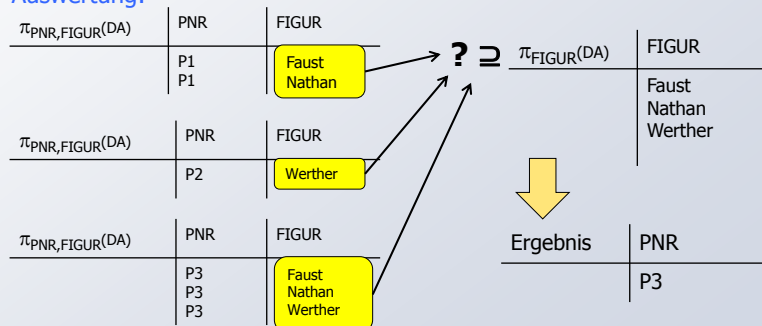 Auswertung:
πPNR,FIGUR(DA) PNR FIGUR
P1 Faust
P1 Nathan
? ⊇ πFIGUR(DA) FIGUR
Faust
Nathan
Werther
πPNR,FIGUR(DA) PNR FIGUR
P2 Werther
πPNR,FIGUR(DA) PNR FIGUR
P3 Faust
P3 Nathan
P3 Werther
Ergebnis PNR
P3